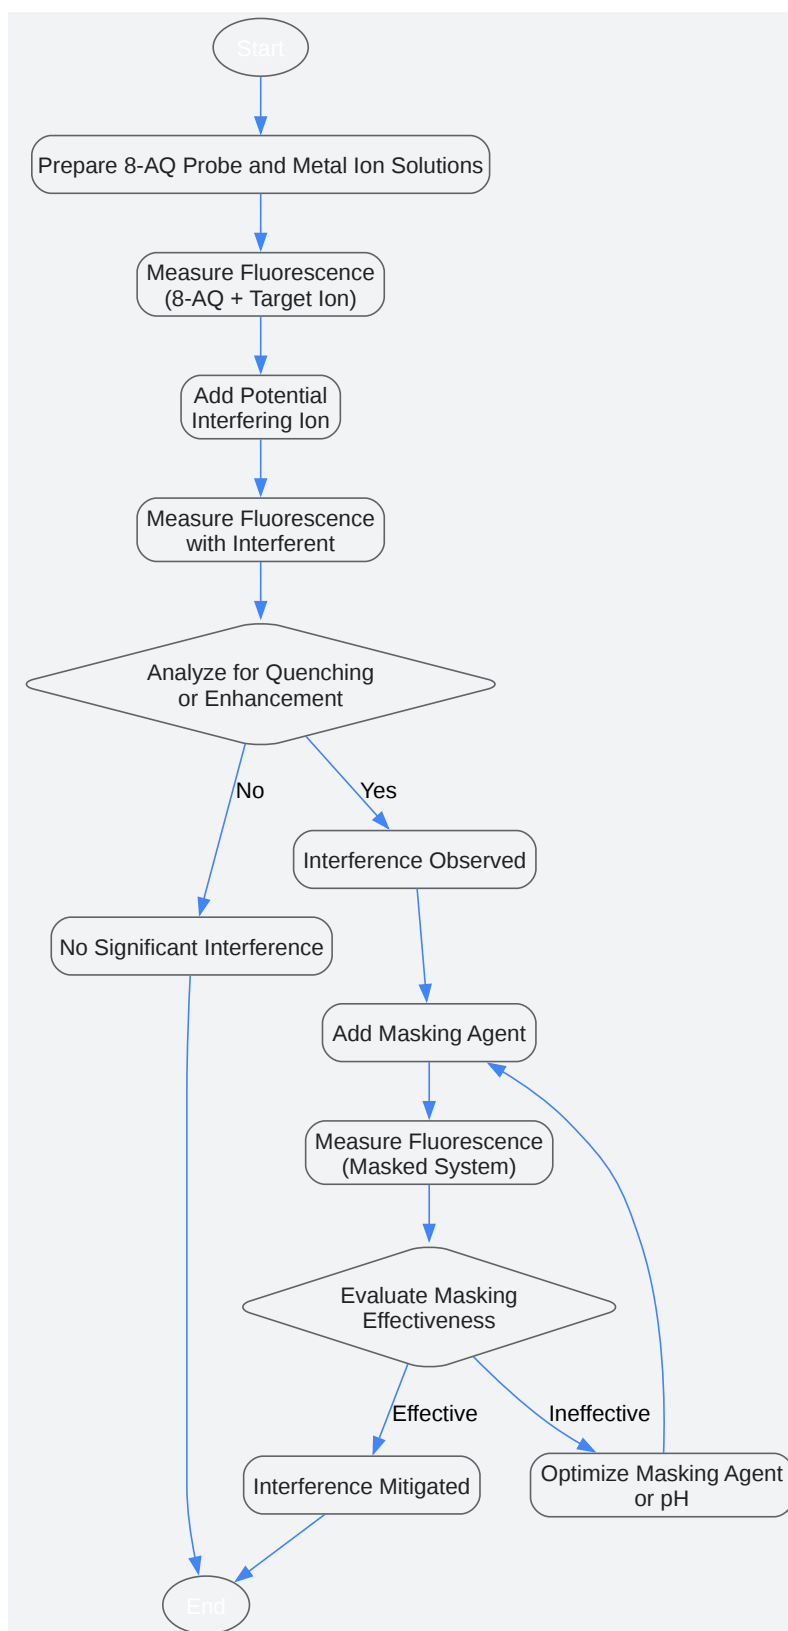 Start
Prepare 8-AQ Probe and Metal Ion Solutions
Measure Fluorescence
(8-AQ + Target Ion)
Add Potential
Interfering Ion
Measure Fluorescence
with Interferent
Analyze for Quenching
or Enhancement
No
Yes
Interference Observed
No Significant Interference
Add Masking Agent
Measure Fluorescence
(Masked System)
Evaluate Masking
Effectiveness
Effective
Ineffective
Interference Mitigated
Optimize Masking Agent
or pH
End